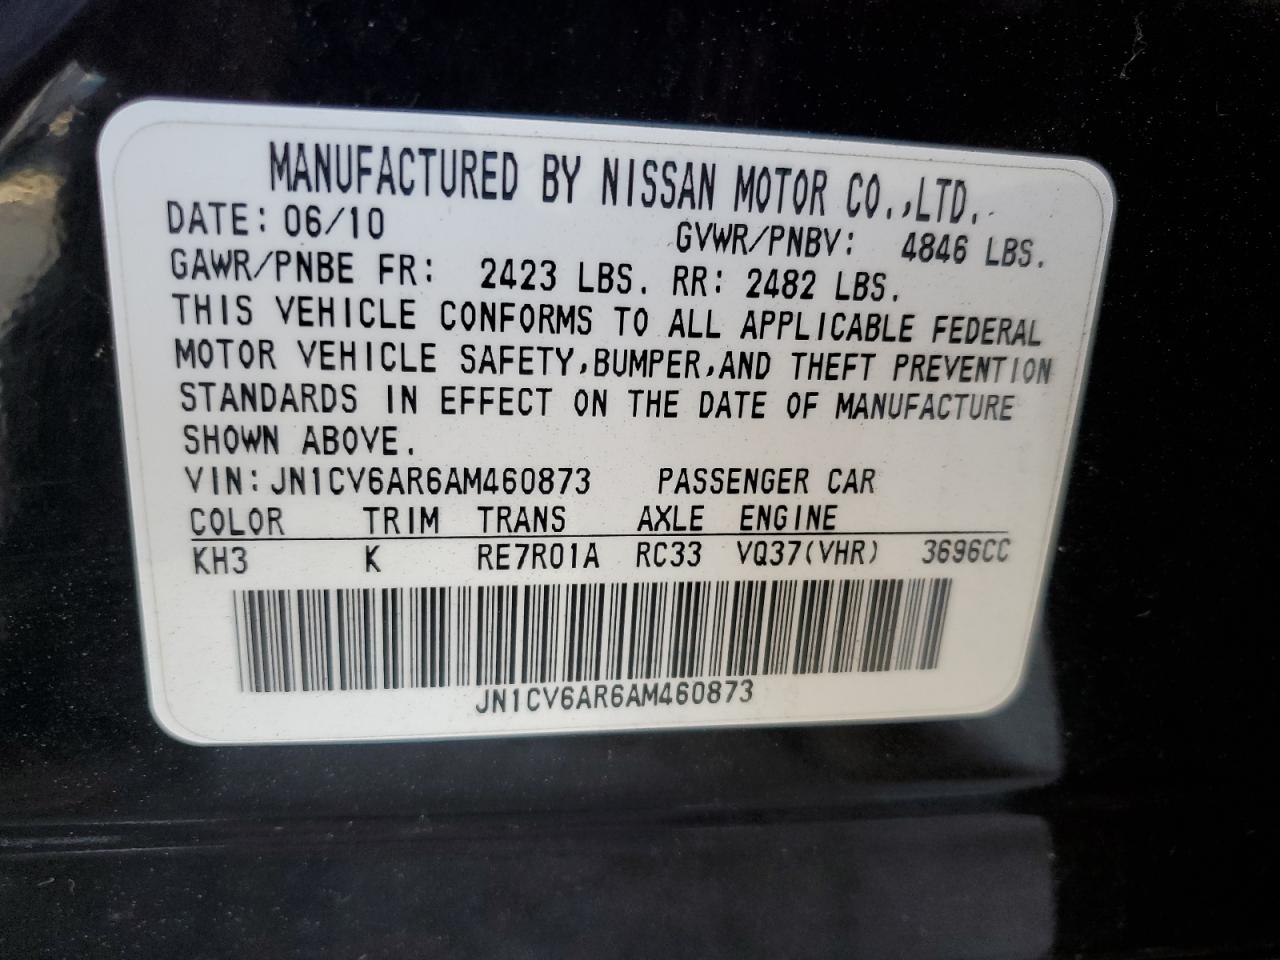 MANUFACTURED BY NISSAN MOTOR CO.,LTD.
DATE: 06/10 GVWR/PNBV: 4846 LBS.
GAWR/PNBE FR: 2423 LBS. RR: 2482 LBS.
THIS VEHICLE CONFORMS TO ALL APPLICABLE FEDERAL
MOTOR VEHICLE SAFETY,BUMPER,AND THEFT PREVENTION
STANDARDS IN EFFECT ON THE DATE OF MANUFACTURE
SHOWN ABOVE.
VIN:JN1CV6AR6AM460873 PASSENGER CAR
COLOR TRIM TRANS AXLE ENGINE
KH3 K RE7R01A RC33 VQ37(VHR) 3696CC
JN1CV6AR6AM460873